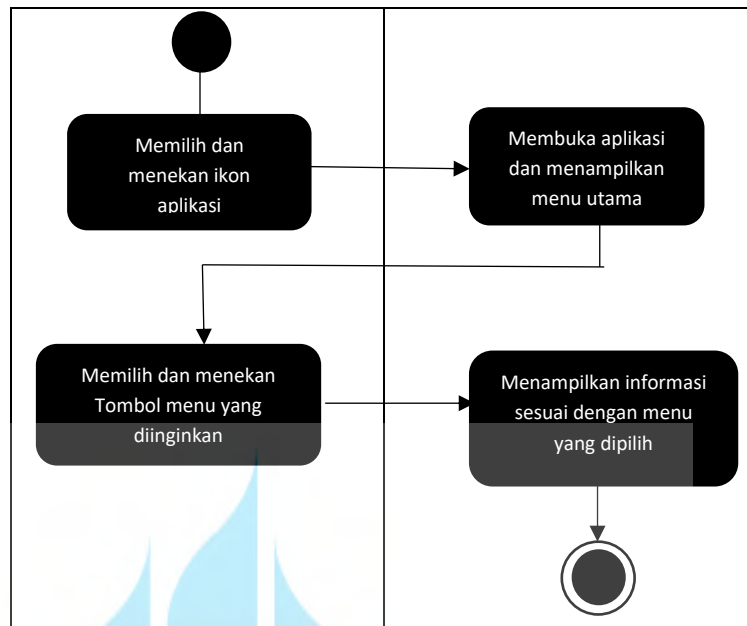 Memilih dan
menekan ikon
aplikasi
Membuka aplikasi
dan menampilkan
menu utama
Memilih dan menekan
Tombol menu yang
diinginkan
Menampilkan informasi
sesuai dengan menu
yang dipilih